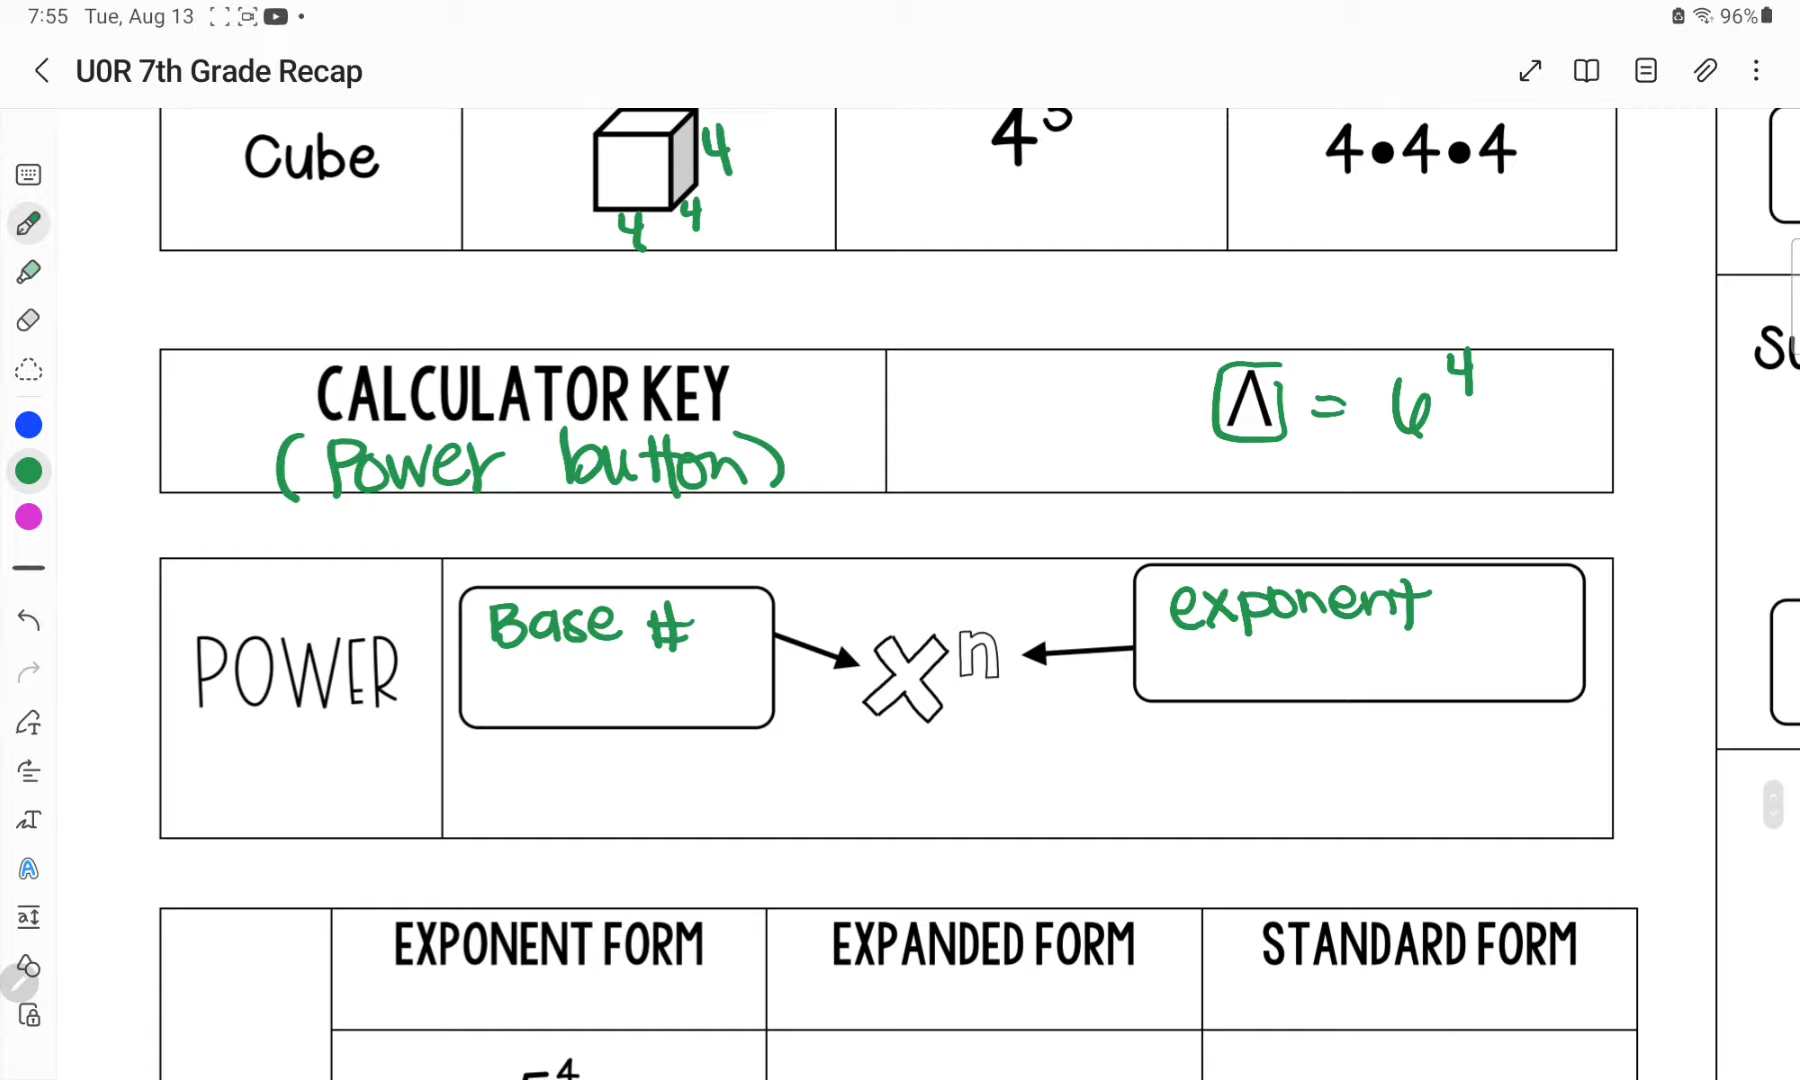 7:55 Tue, Aug 13
96%
U0R 7th Grade Recap
Cube
4
4
4
4³
4•4•4
CALCULATOR KEY
(Power button)
^ = 6⁴
POWER
Base #
xⁿ
exponent
EXPONENT FORM
EXPANDED FORM
STANDARD FORM